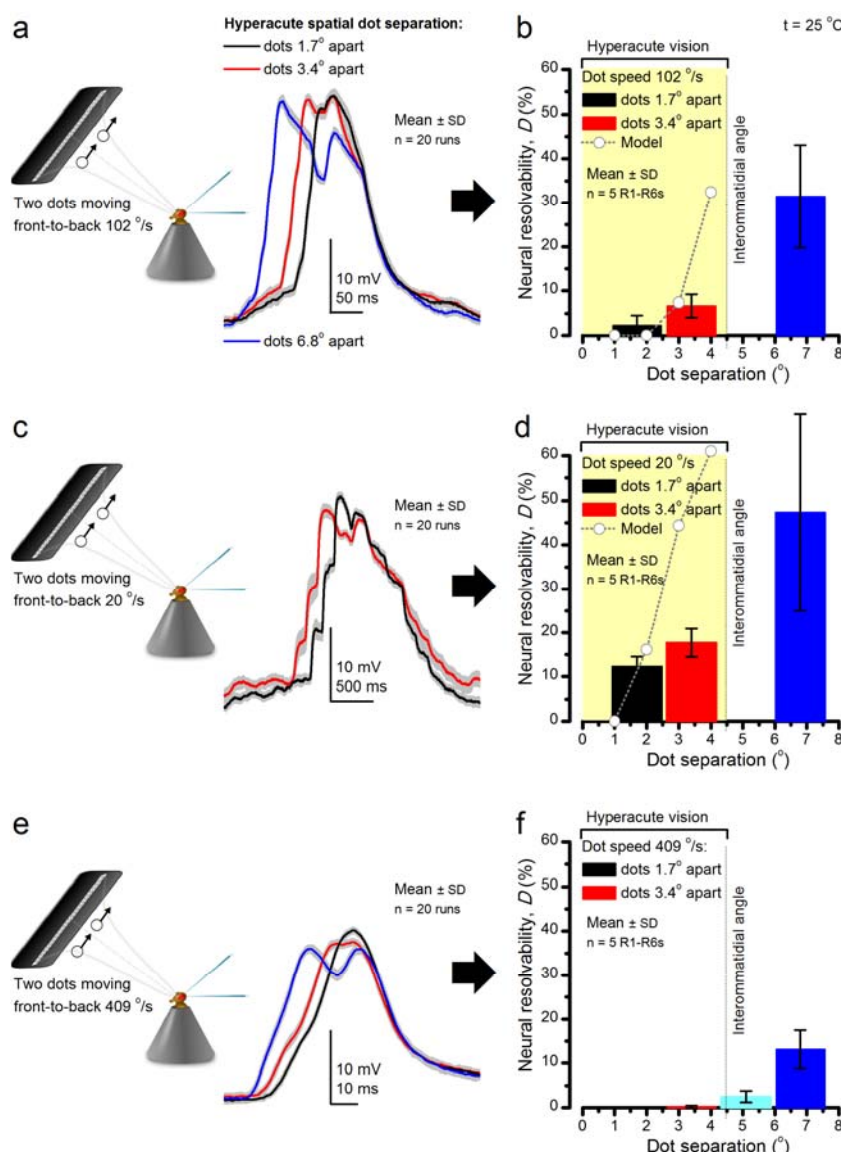 a
Hyperacute spatial dot separation:
dots 1.7° apart
dots 3.4° apart
Mean ± SD
n = 20 runs
Two dots moving
front-to-back 102 °/s
10 mV
50 ms
dots 6.8° apart
b
t = 25 °C
Hyperacute vision
Dot speed 102 °/s
dots 1.7° apart
dots 3.4° apart
Model
Mean ± SD
n = 5 R1-R6s
Interommatidial angle
Neural resolvability, D (%)
60
50
40
30
20
10
0
0 1 2 3 4 5 6 7 8
Dot separation (°)
c
Mean ± SD
n = 20 runs
Two dots moving
front-to-back 20 °/s
10 mV
500 ms
d
Hyperacute vision
Dot speed 20 °/s
dots 1.7° apart
dots 3.4° apart
Model
Mean ± SD
n = 5 R1-R6s
Interommatidial angle
Neural resolvability, D (%)
60
50
40
30
20
10
0
0 1 2 3 4 5 6 7 8
Dot separation (°)
e
Mean ± SD
n = 20 runs
Two dots moving
front-to-back 409 °/s
10 mV
10 ms
f
Hyperacute vision
Dot speed 409 °/s:
dots 1.7° apart
dots 3.4° apart
Mean ± SD
n = 5 R1-R6s
Interommatidial angle
Neural resolvability, D (%)
60
50
40
30
20
10
0
0 1 2 3 4 5 6 7 8
Dot separation (°)